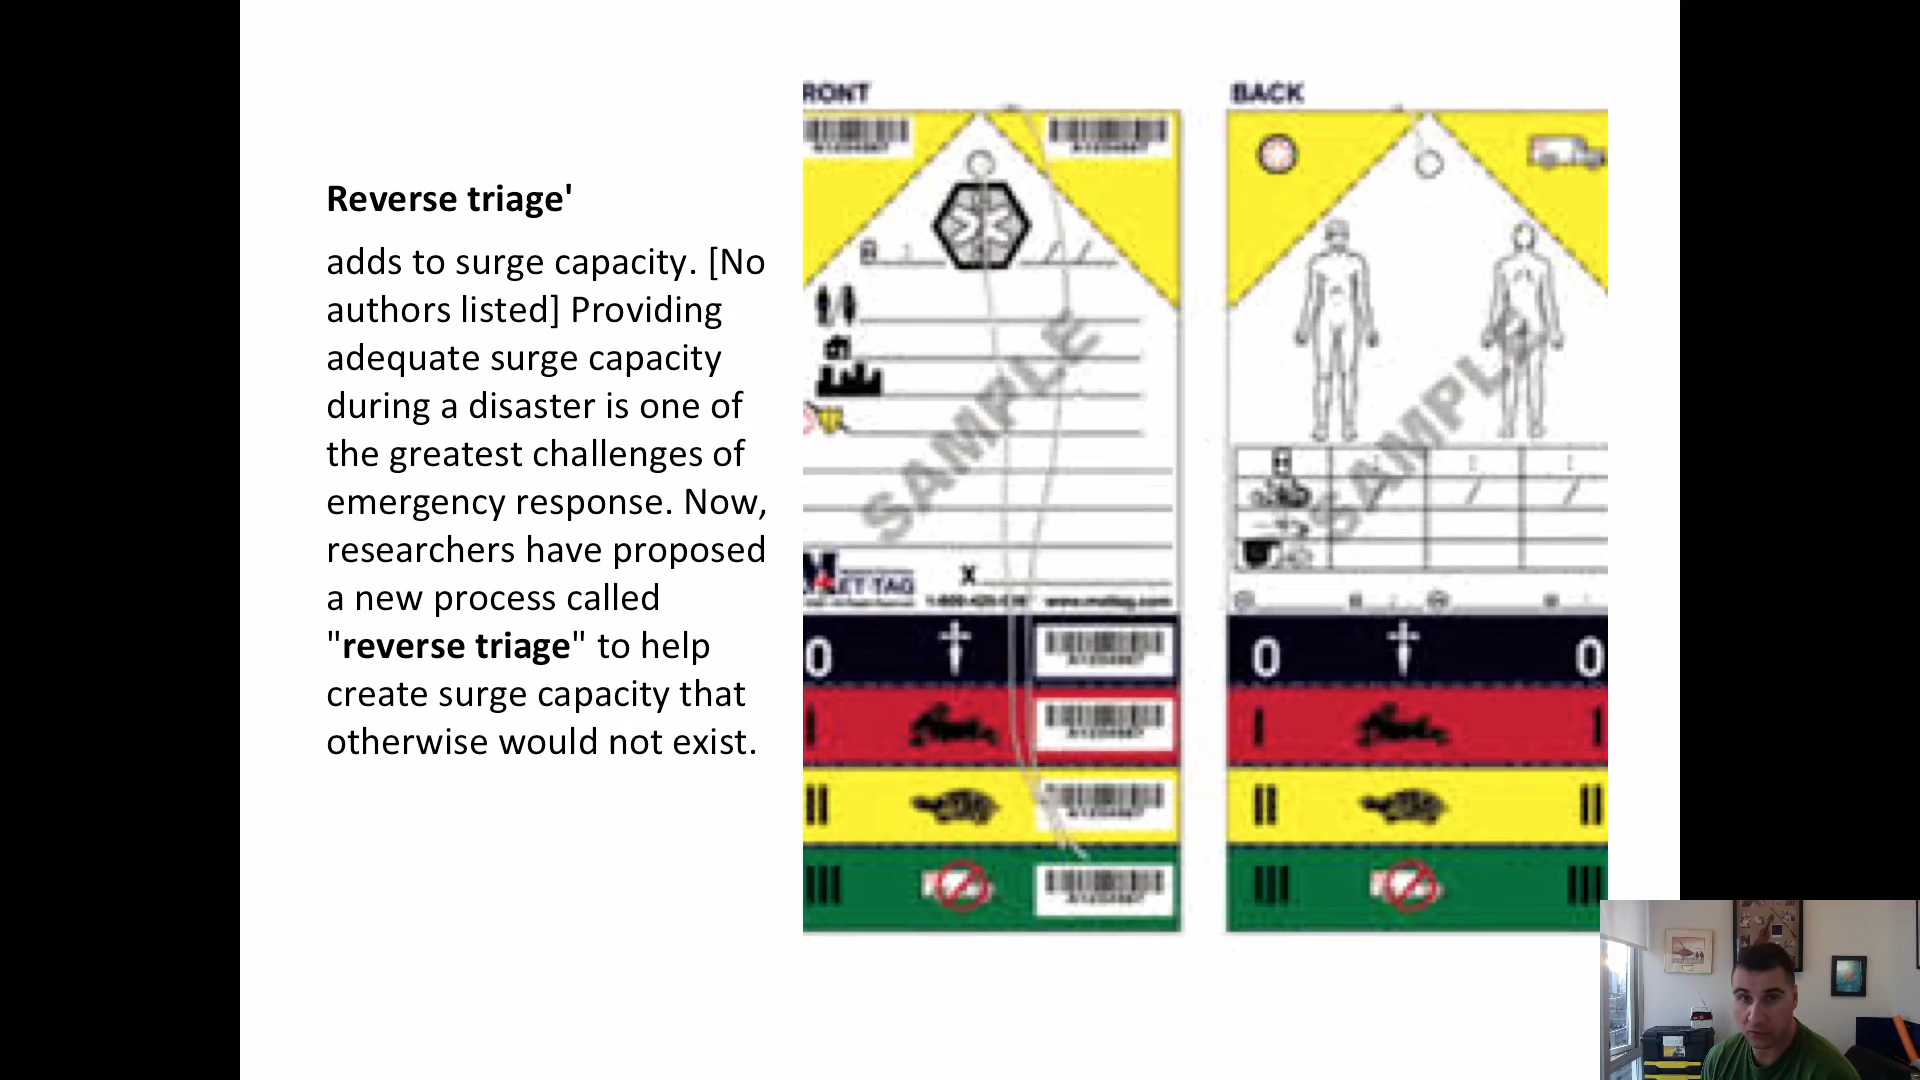 Reverse triage'
adds to surge capacity. [No
authors listed] Providing
adequate surge capacity
during a disaster is one of
the greatest challenges of
emergency response. Now,
researchers have proposed
a new process called
"reverse triage" to help
create surge capacity that
otherwise would not exist.
RONT
SAMPLE
X
0
I
II
III
BACK
SAMPLE
0 0
I I
II II
III III